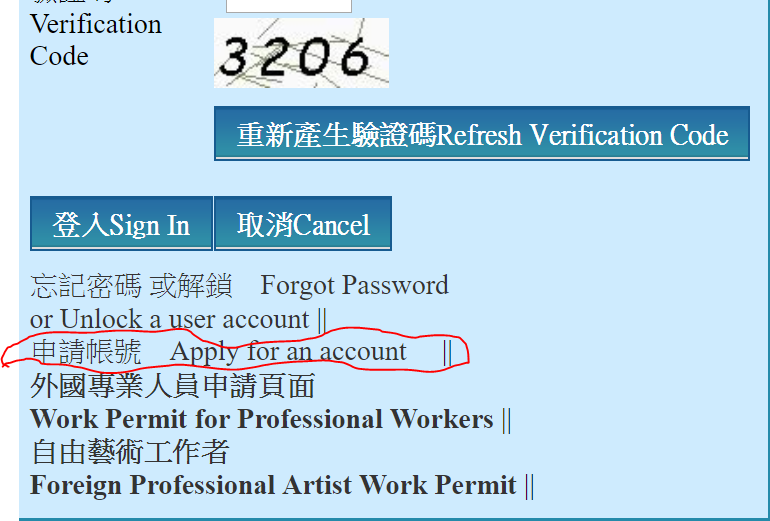 Verification
Code
3206
重新產生驗證碼Refresh Verification Code
登入Sign In 取消Cancel
忘記密碼 或解鎖 Forgot Password
or Unlock a user account ||
申請帳號 Apply for an account ||
外國專業人員申請頁面
Work Permit for Professional Workers ||
自由藝術工作者
Foreign Professional Artist Work Permit ||